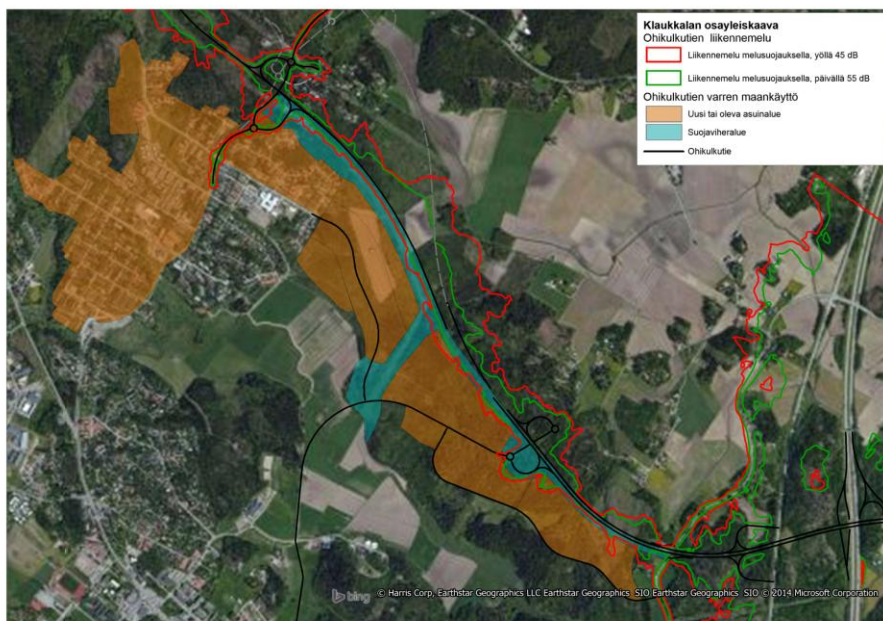 Klaukkalan osayleiskaava
Ohikulkutien liikennemelu
Liikennemelu melusuojauksella, yöllä 45 dB
Liikennemelu melusuojauksella, päivällä 55 dB
Ohikulkutien varren maankäyttö
Uusi tai oleva asuinalue
Suojaviheralue
Ohikulkutie
bing
© Harris Corp, Earthstar Geographics LLC Earthstar Geographics SIO Earthstar Geographics SIO © 2014 Microsoft Corporation